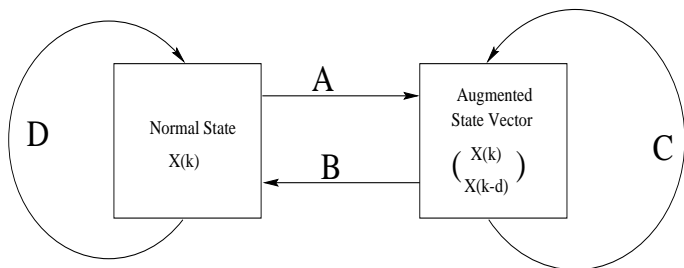 A
Augmented
State Vector
Normal State
X(k)
D
( X(k) )
X(k-d)
B
C